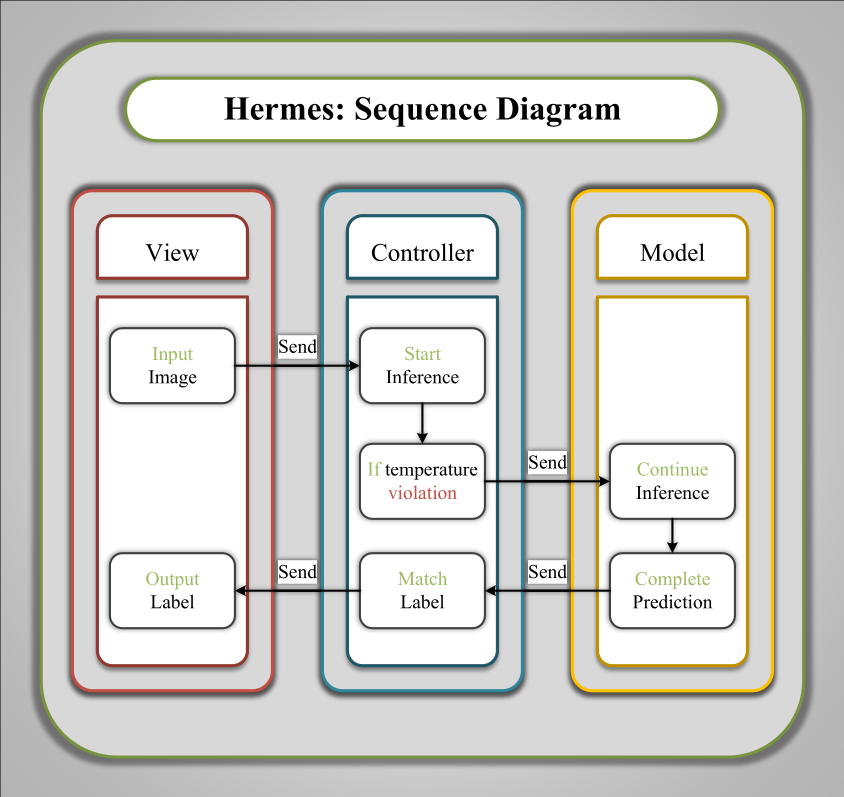 Hermes: Sequence Diagram
View
Controller
Model
Input
Image
Send
Start
Inference
If temperature
violation
Send
Continue
Inference
Output
Label
Send
Match
Label
Send
Complete
Prediction